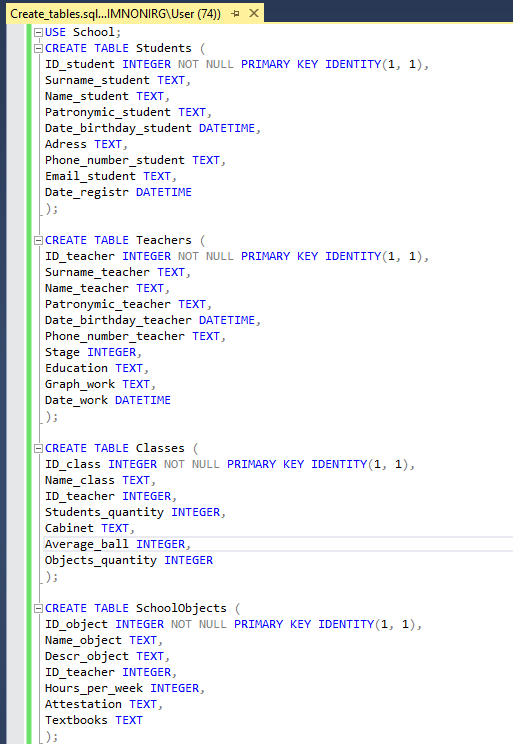 Create_tables.sql...IMNONIRG\User (74))
USE School;
CREATE TABLE Students (
ID_student INTEGER NOT NULL PRIMARY KEY IDENTITY(1, 1),
Surname_student TEXT,
Name_student TEXT,
Patronymic_student TEXT,
Date_birthday_student DATETIME,
Adress TEXT,
Phone_number_student TEXT,
Email_student TEXT,
Date_registr DATETIME
);
CREATE TABLE Teachers (
ID_teacher INTEGER NOT NULL PRIMARY KEY IDENTITY(1, 1),
Surname_teacher TEXT,
Name_teacher TEXT,
Patronymic_teacher TEXT,
Date_birthday_teacher DATETIME,
Phone_number_teacher TEXT,
Stage INTEGER,
Education TEXT,
Graph_work TEXT,
Date_work DATETIME
);
CREATE TABLE Classes (
ID_class INTEGER NOT NULL PRIMARY KEY IDENTITY(1, 1),
Name_class TEXT,
ID_teacher INTEGER,
Students_quantity INTEGER,
Cabinet TEXT,
Average_ball INTEGER,
Objects_quantity INTEGER
);
CREATE TABLE SchoolObjects (
ID_object INTEGER NOT NULL PRIMARY KEY IDENTITY(1, 1),
Name_object TEXT,
Descr_object TEXT,
ID_teacher INTEGER,
Hours_per_week INTEGER,
Attestation TEXT,
Textbooks TEXT
);